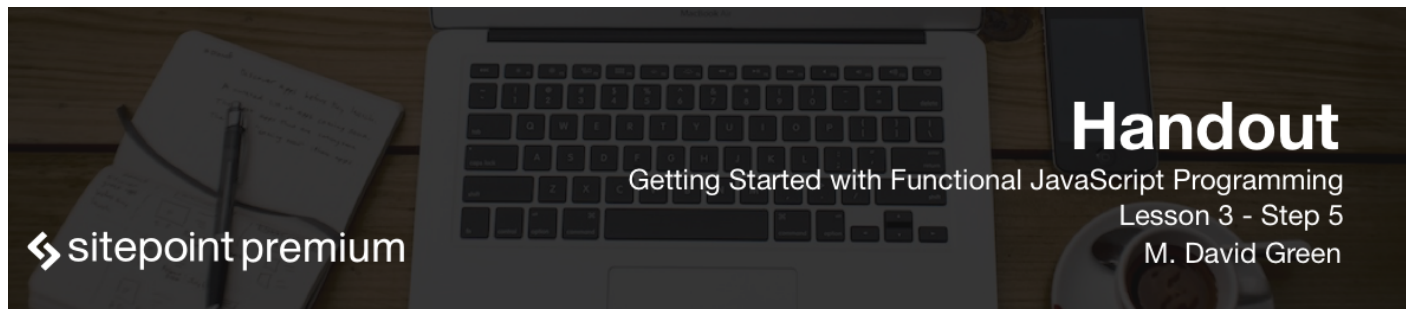 Handout
Getting Started with Functional JavaScript Programming
Lesson 3 - Step 5
M. David Green
sitepoint premium